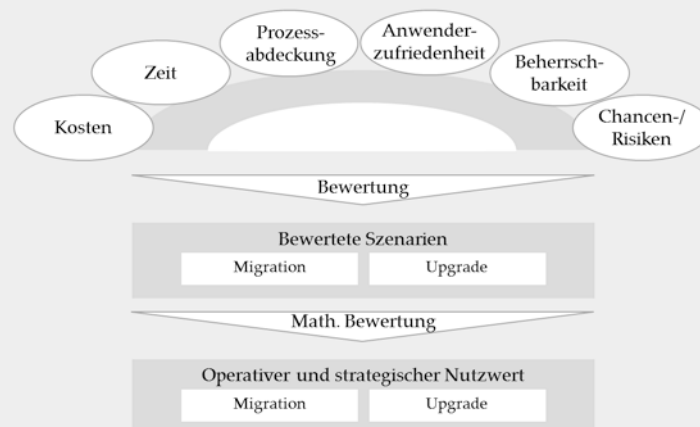 Kosten
Zeit
Prozess-
abdeckung
Anwender-
zufriedenheit
Beherrsch-
barkeit
Chancen-/
Risiken
Bewertung
Bewertete Szenarien
Migration
Upgrade
Math. Bewertung
Operativer und strategischer Nutzwert
Migration
Upgrade